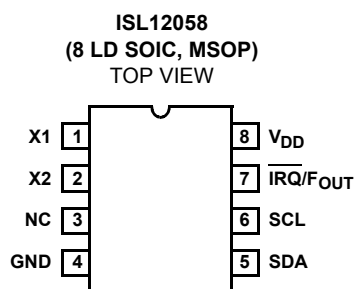 ISL12058
(8 LD SOIC, MSOP)
TOP VIEW
X1 1 8 VDD
X2 2 7 IRQ/FOUT
NC 3 6 SCL
GND 4 5 SDA